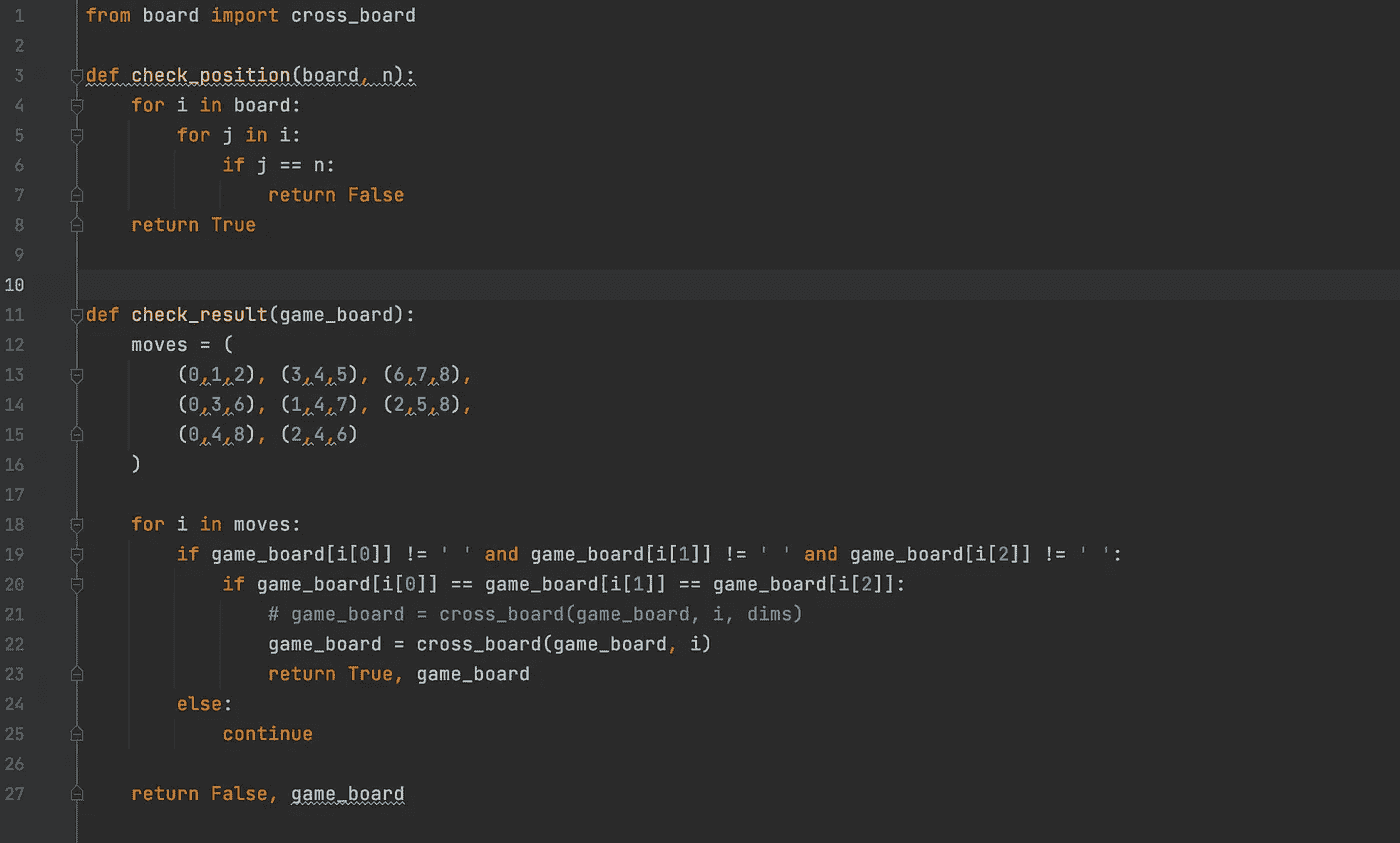 1 from board import cross_board
2
3 def check_position(board, n):
4     for i in board:
5         for j in i:
6             if j == n:
7                 return False
8     return True
9
10
11 def check_result(game_board):
12     moves = (
13         (0,1,2), (3,4,5), (6,7,8),
14         (0,3,6), (1,4,7), (2,5,8),
15         (0,4,8), (2,4,6)
16     )
17
18     for i in moves:
19         if game_board[i[0]] != ' ' and game_board[i[1]] != ' ' and game_board[i[2]] != ' ':
20             if game_board[i[0]] == game_board[i[1]] == game_board[i[2]]:
21                 # game_board = cross_board(game_board, i, dims)
22                 game_board = cross_board(game_board, i)
23                 return True, game_board
24         else:
25             continue
26
27     return False, game_board